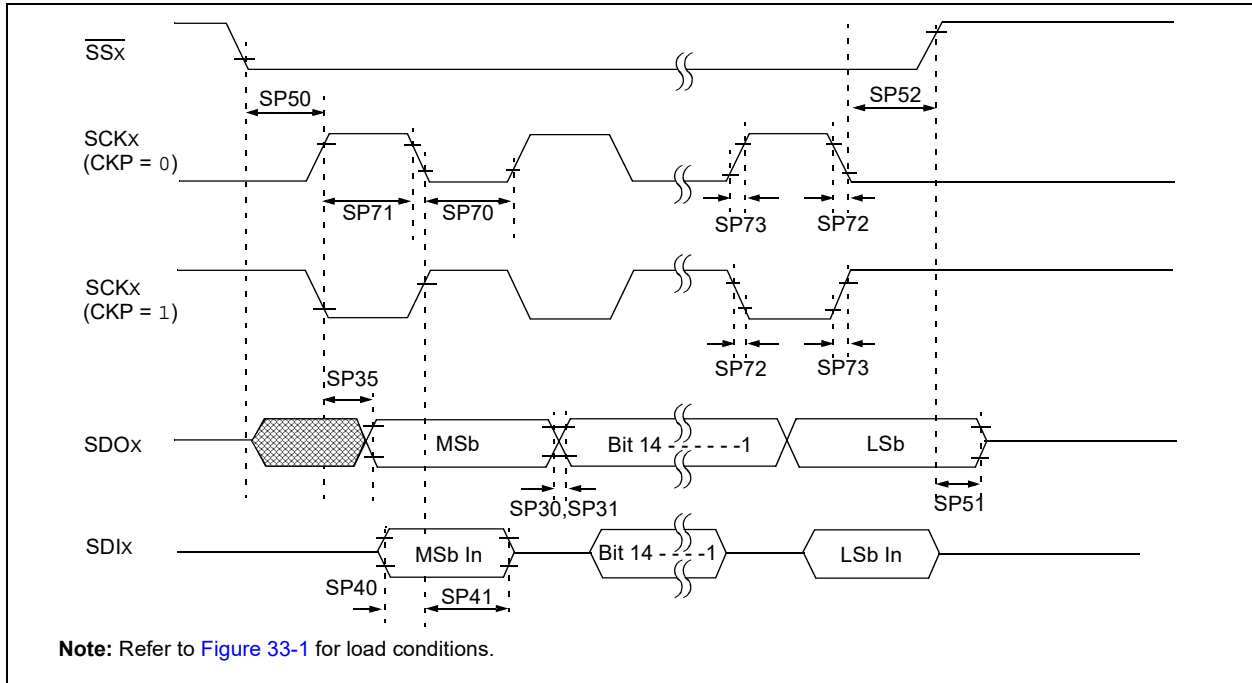 SSx
SP50
SP52
SCKx
(CKP = 0)
SP71
SP70
SP73
SP72
SCKx
(CKP = 1)
SP72
SP73
SP35
SDOx
MSb
Bit 14 - - - - - -1
LSb
SP30,SP31
SP51
SDIx
MSb In
Bit 14 - - - -1
LSb In
SP40
SP41
Note: Refer to Figure 33-1 for load conditions.